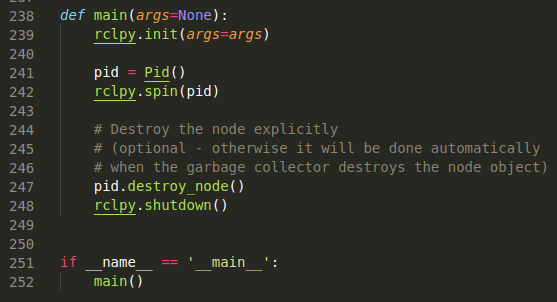 238 def main(args=None):
239     rclpy.init(args=args)
240
241     pid = Pid()
242     rclpy.spin(pid)
243
244     # Destroy the node explicitly
245     # (optional - otherwise it will be done automatically
246     # when the garbage collector destroys the node object)
247     pid.destroy_node()
248     rclpy.shutdown()
249
250
251 if __name__ == '__main__':
252     main()